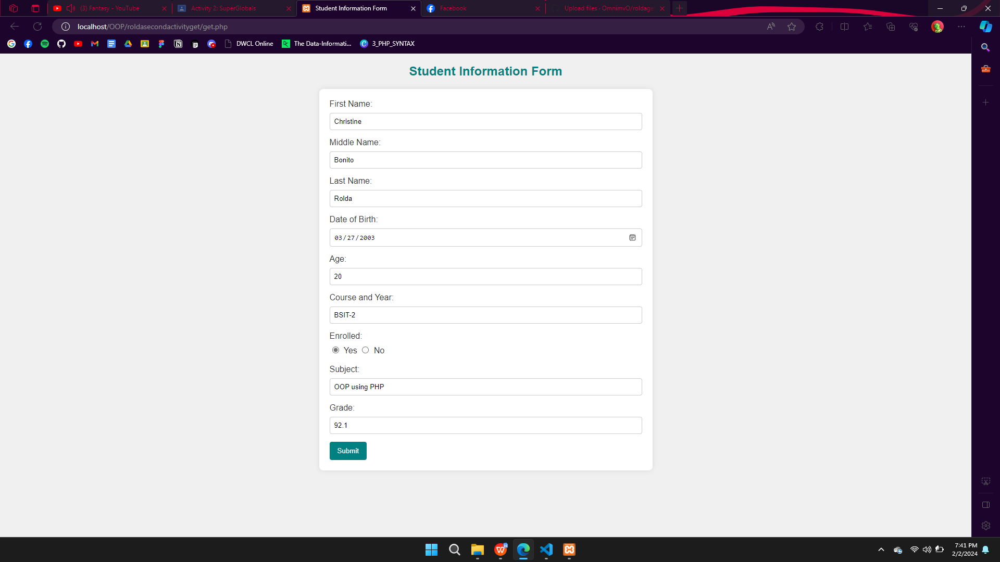 (3) Fantasy - YouTube
Activity 2: SuperGlobals
Student Information Form
Facebook
Upload files · OmnimvO/roldage
localhost/OOP/roldasecondactivityget/get.php
DWCL Online
The Data-Informati...
3_PHP_SYNTAX
Student Information Form
First Name:
Christine
Middle Name:
Bonito
Last Name:
Rolda
Date of Birth:
03/27/2003
Age:
20
Course and Year:
BSIT-2
Enrolled:
Yes No
Subject:
OOP using PHP
Grade:
92.1
Submit
7:41 PM
2/2/2024